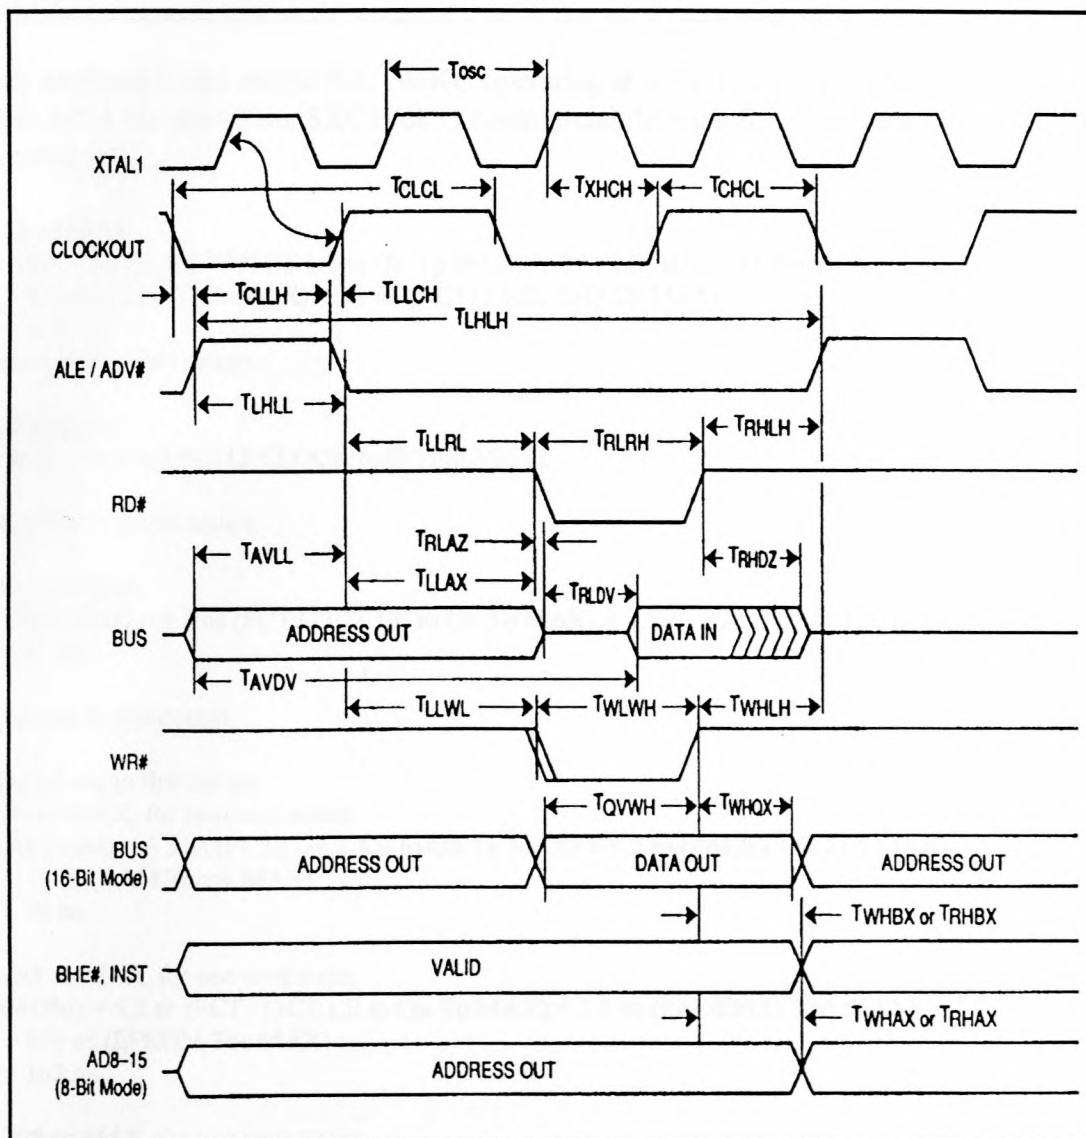 Tosc
XTAL1
TCLCL
TXHCH
TCHCL
CLOCKOUT
TCLLH
TLLCH
TLHLH
ALE / ADV#
TLHLL
TLLRL
TRLRH
TRHLH
RD#
TAVLL
TRLAZ
TRHDZ
TLLAX
TRLDV
BUS
ADDRESS OUT
DATA IN
TAVDV
TLLWL
TWLWH
TWHLH
WR#
TQVWH
TWHQX
BUS
(16-Bit Mode)
ADDRESS OUT
DATA OUT
ADDRESS OUT
TWHBX or TRHBX
BHE#, INST
VALID
TWHAX or TRHAX
AD8-15
(8-Bit Mode)
ADDRESS OUT